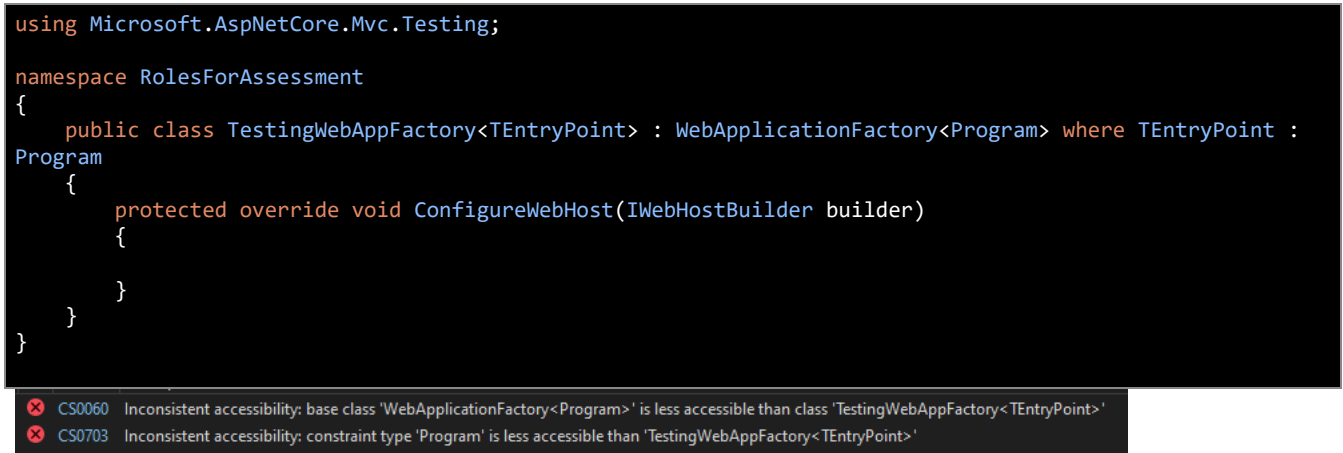 using Microsoft.AspNetCore.Mvc.Testing;
namespace RolesForAssessment
{
    public class TestingWebAppFactory<TEntryPoint> : WebApplicationFactory<Program> where TEntryPoint :
Program
    {
        protected override void ConfigureWebHost(IWebHostBuilder builder)
        {
        }
    }
}
CS0060 Inconsistent accessibility: base class 'WebApplicationFactory<Program>' is less accessible than class 'TestingWebAppFactory<TEntryPoint>'
CS0703 Inconsistent accessibility: constraint type 'Program' is less accessible than 'TestingWebAppFactory<TEntryPoint>'